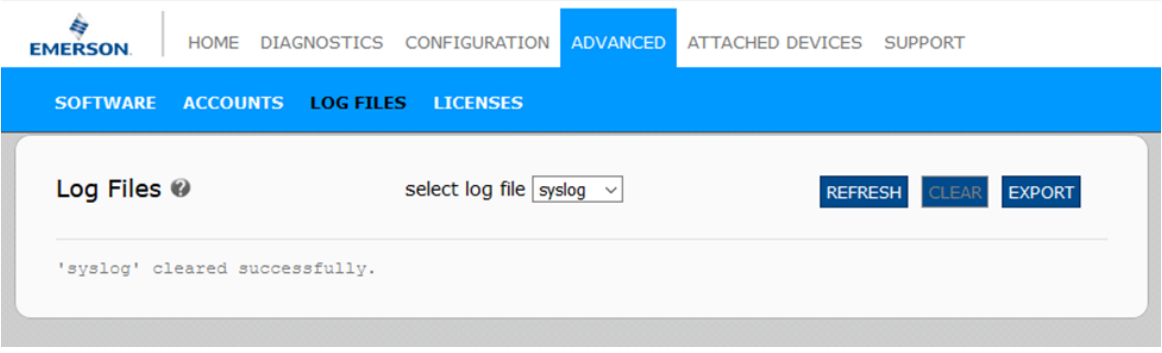 EMERSON.
HOME DIAGNOSTICS CONFIGURATION ADVANCED ATTACHED DEVICES SUPPORT
SOFTWARE ACCOUNTS LOG FILES LICENSES
Log Files ? select log file syslog REFRESH CLEAR EXPORT
'syslog' cleared successfully.